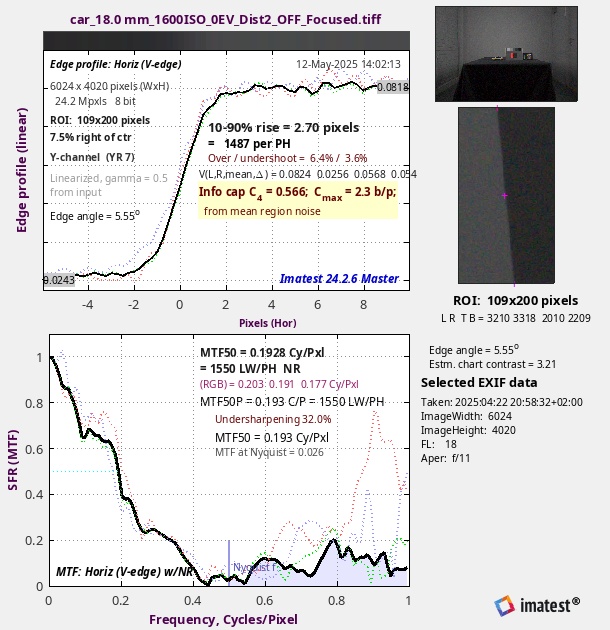 car_18.0 mm_1600ISO_0EV_Dist2_OFF_Focused.tiff
Edge profile: Horiz (V-edge)
12-May-2025 14:02:13
6024 x 4020 pixels (WxH)
24.2 Mpxls 8 bit
ROI: 109x200 pixels
7.5% right of ctr
Y-channel (YR 7)
Linearized, gamma = 0.5
from input
Edge angle = 5.55°
0.0818
10-90% rise = 2.70 pixels
= 1487 per PH
Over / undershoot = 6.4% / 3.6%
V(L,R,mean,Δ) = 0.0824 0.0256 0.0568 0.054
Info cap C4 = 0.566; Cmax = 2.3 b/p;
from mean region noise
0.0243
Imatest 24.2.6 Master
Edge profile (linear)
-4 -2 0 2 4 6 8
Pixels (Hor)
ROI: 109x200 pixels
L R T B = 3210 3318 2010 2209
Edge angle = 5.55°
Estm. chart contrast = 3.21
Selected EXIF data
Taken: 2025:04:22 20:58:32+02:00
ImageWidth: 6024
ImageHeight: 4020
FL: 18
Aper: f/11
MTF50 = 0.1928 Cy/Pxl
= 1550 LW/PH NR
(RGB) = 0.203 0.191 0.177 Cy/Pxl
MTF50P = 0.193 C/P = 1550 LW/PH
Undersharpening 32.0%
MTF50 = 0.193 Cy/Pxl
MTF at Nyquist = 0.026
SFR (MTF)
1
0.8
0.6
0.4
0.2
0
MTF: Horiz (V-edge) w/NR
Nyquist f
0 0.2 0.4 0.6 0.8 1
Frequency, Cycles/Pixel
imatest®